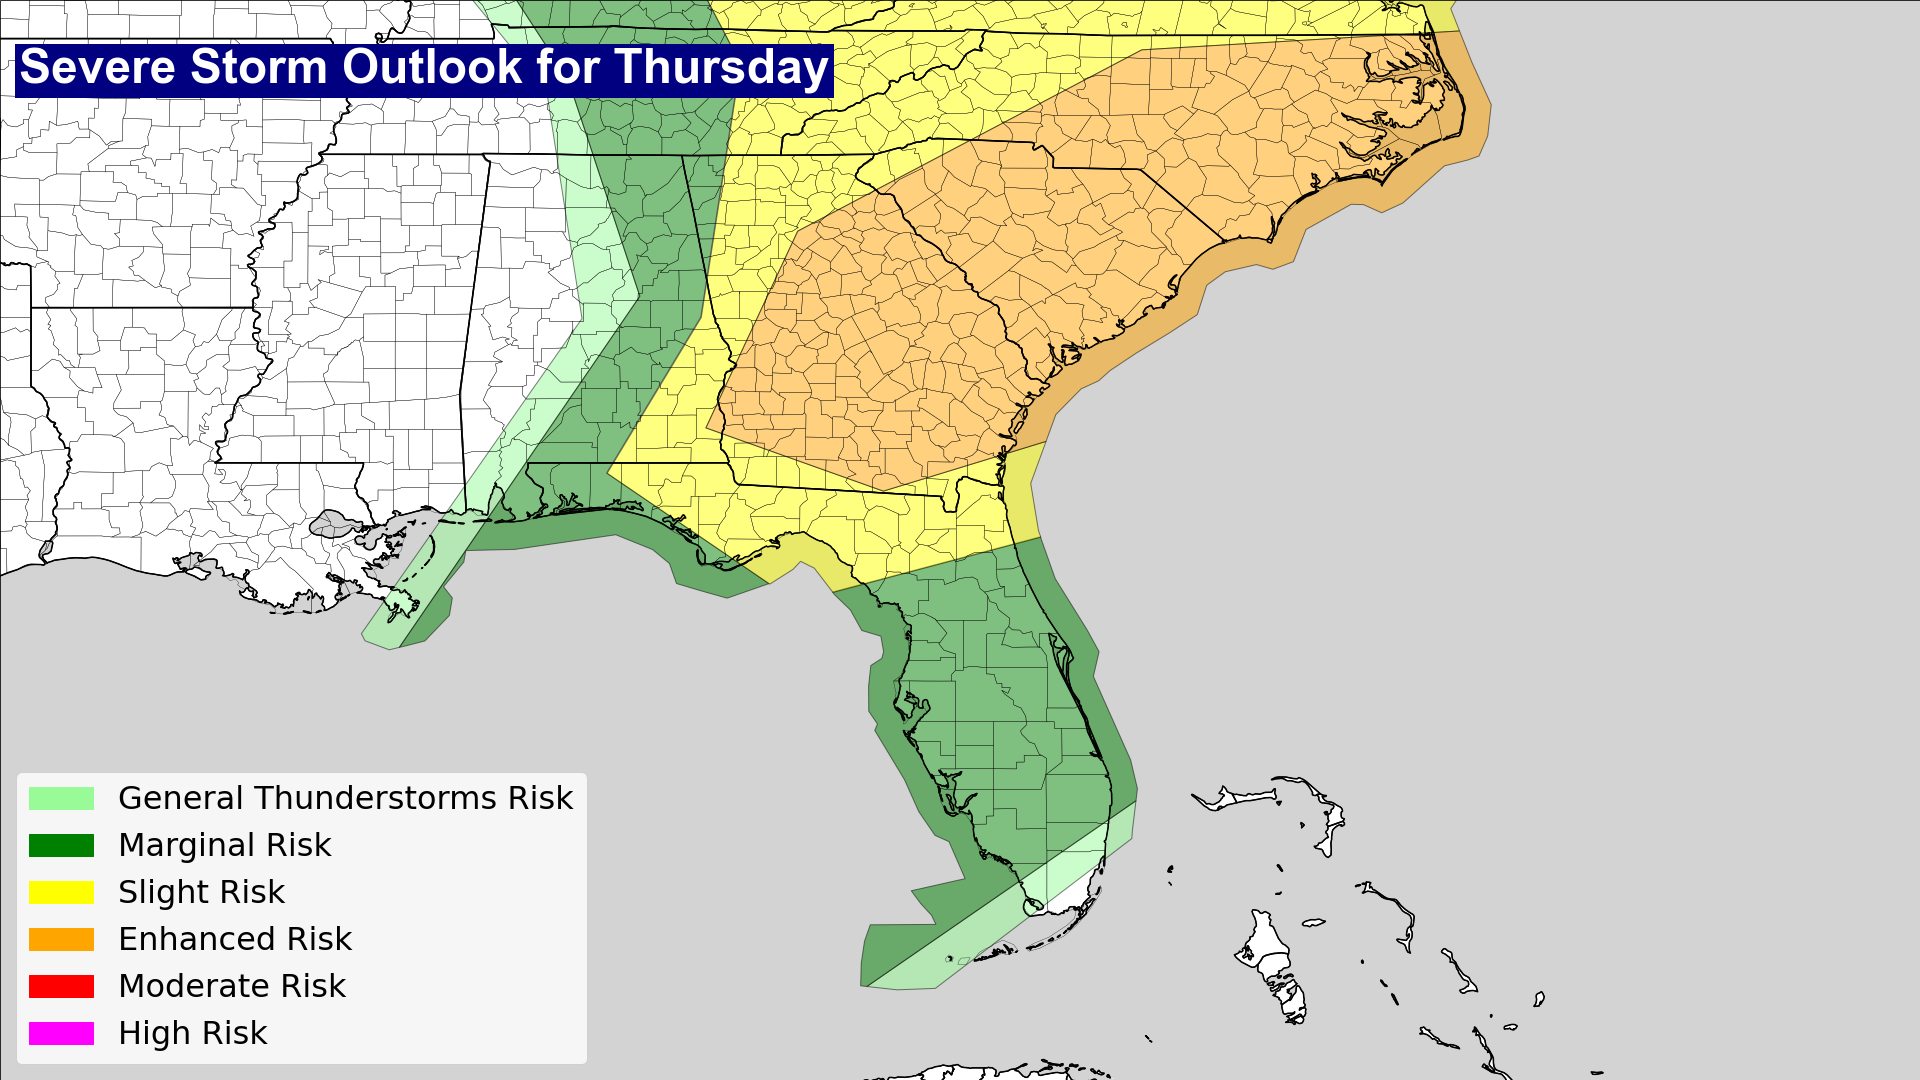 Severe Storm Outlook for Thursday
General Thunderstorms Risk
Marginal Risk
Slight Risk
Enhanced Risk
Moderate Risk
High Risk